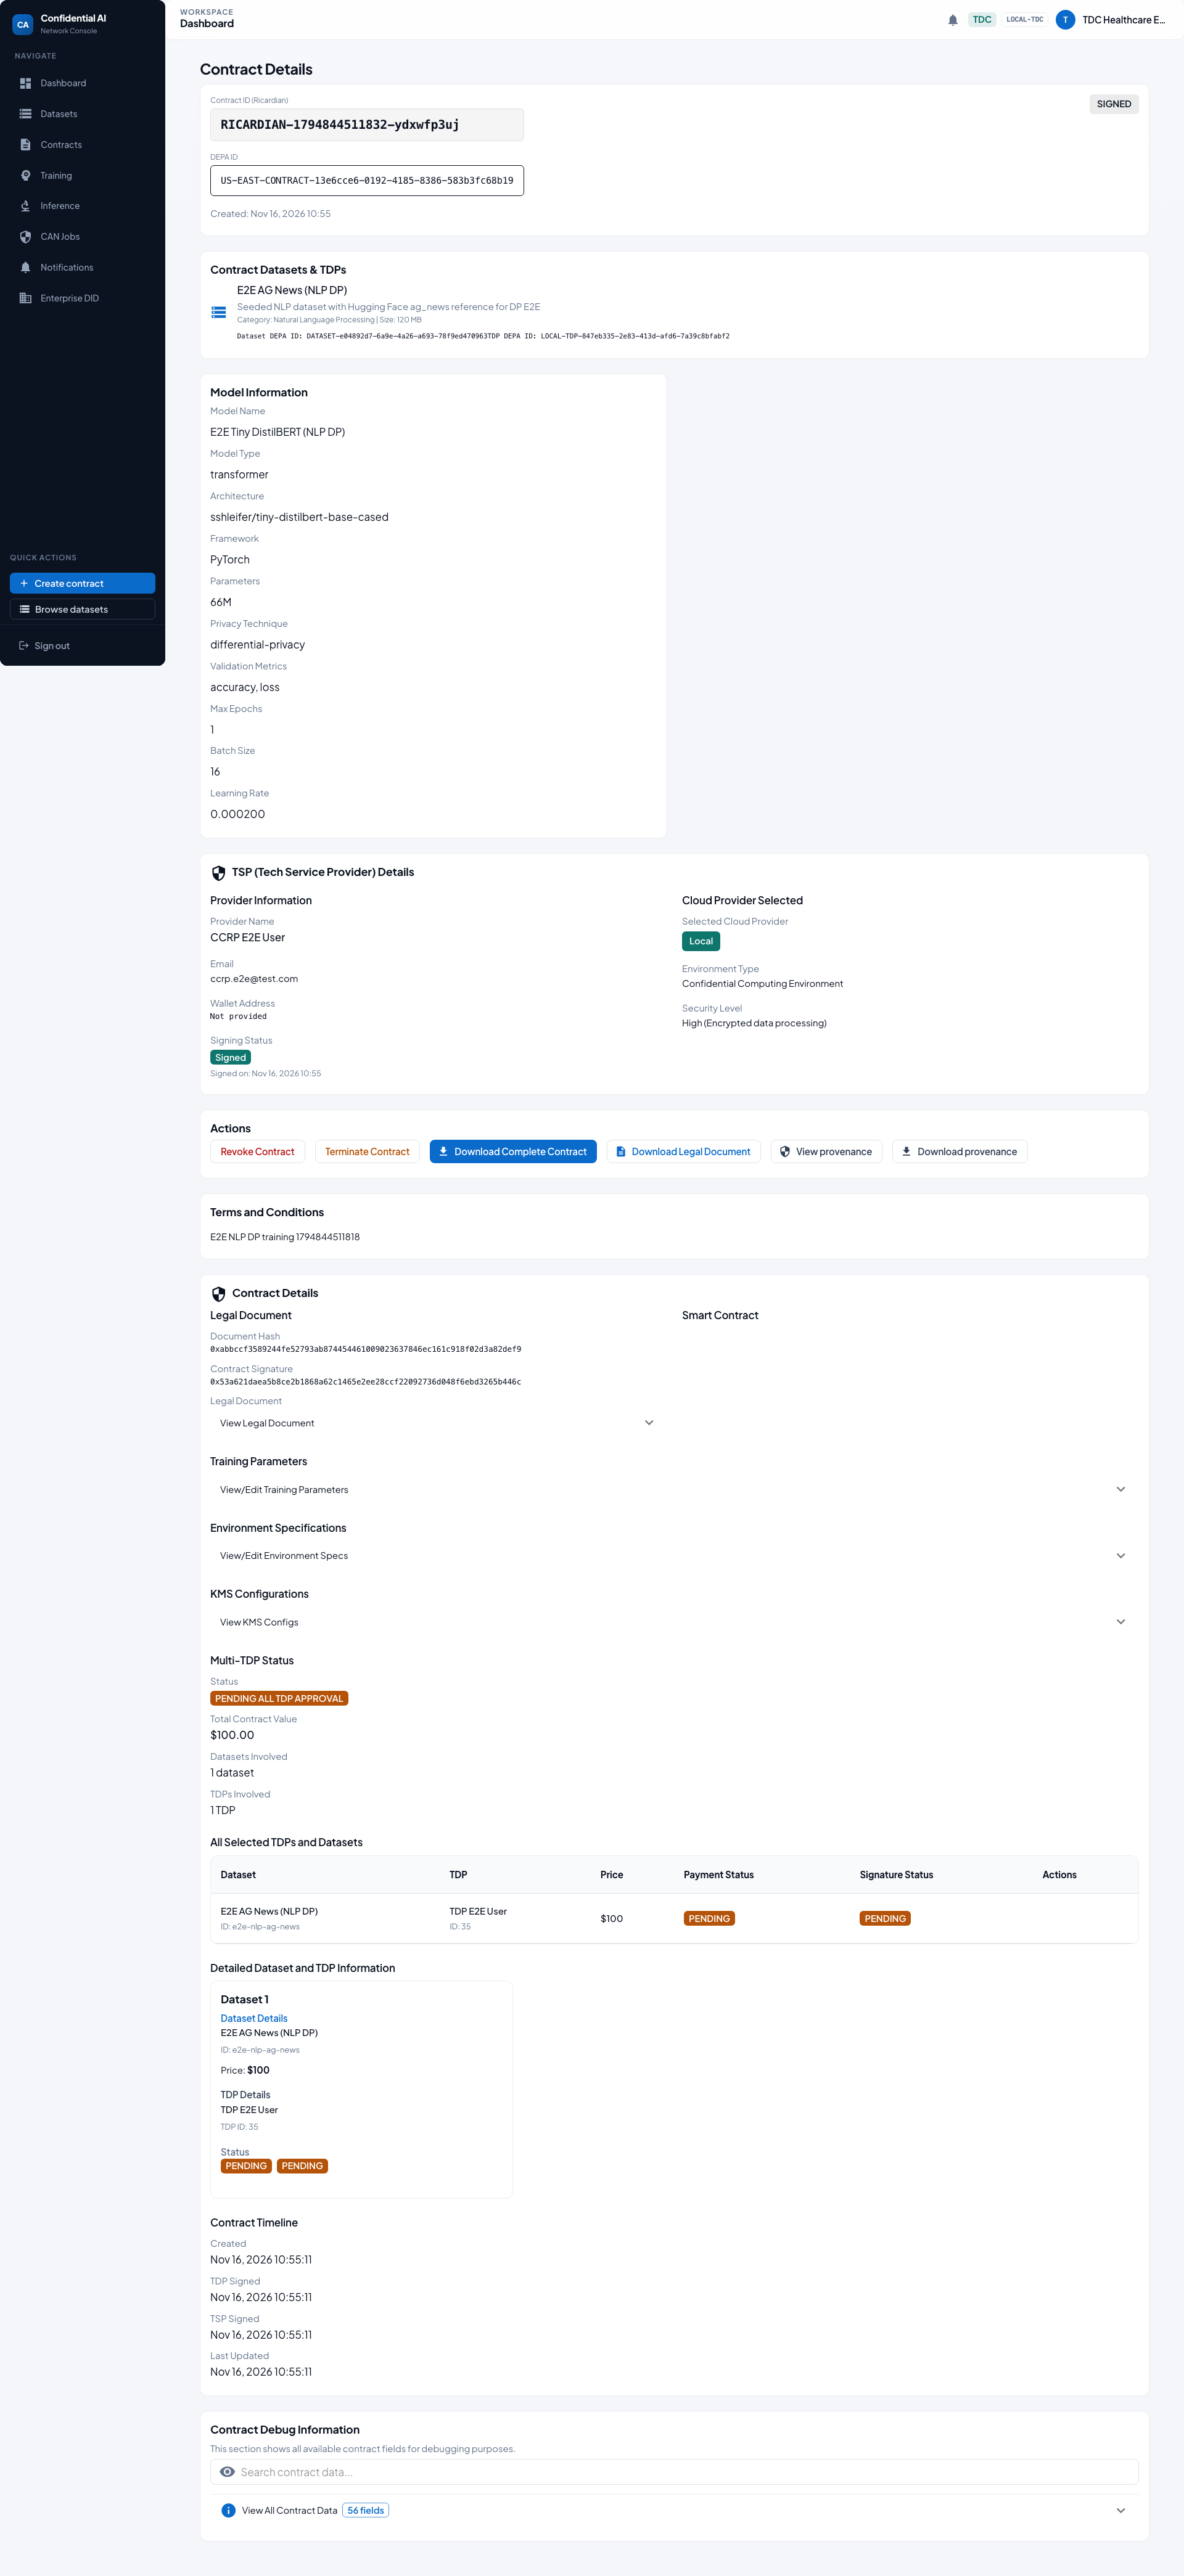 CA
Confidential AI
Network Console
NAVIGATE
Dashboard
Datasets
Contracts
Training
Inference
CAN Jobs
Notifications
Enterprise DID
QUICK ACTIONS
Create contract
Browse datasets
Sign out
WORKSPACE
Dashboard
TDC
LOCAL-TDC
T
TDC Healthcare E...
Contract Details
Contract ID (Ricardian)
SIGNED
RICARDIAN-1794844511832-ydxwfp3uj
DEPA ID
US-EAST-CONTRACT-13e6cce6-0192-4185-8386-583b3fc68b19
Created: Nov 16, 2026 10:55
Contract Datasets & TDPs
E2E AG News (NLP DP)
Seeded NLP dataset with Hugging Face ag_news reference for DP E2E
Category: Natural Language Processing | Size: 120 MB
Dataset DEPA ID: DATASET-e04892d7-6a9e-4a26-a693-78f9ed470963TDP DEPA ID: LOCAL-TDP-847eb335-2e83-413d-afd6-7a39c8bfabf2
Model Information
Model Name
E2E Tiny DistilBERT (NLP DP)
Model Type
transformer
Architecture
sshleifer/tiny-distilbert-base-cased
Framework
PyTorch
Parameters
66M
Privacy Technique
differential-privacy
Validation Metrics
accuracy, loss
Max Epochs
1
Batch Size
16
Learning Rate
0.000200
TSP (Tech Service Provider) Details
Provider Information
Provider Name
CCRP E2E User
Email
ccrp.e2e@test.com
Wallet Address
Not provided
Signing Status
Signed
Signed on: Nov 16, 2026 10:55
Cloud Provider Selected
Selected Cloud Provider
Local
Environment Type
Confidential Computing Environment
Security Level
High (Encrypted data processing)
Actions
Revoke Contract
Terminate Contract
Download Complete Contract
Download Legal Document
View provenance
Download provenance
Terms and Conditions
E2E NLP DP training 1794844511818
Contract Details
Legal Document
Smart Contract
Document Hash
0xabbccf3589244fe52793ab874454461009023637846ec161c918f02d3a82def9
Contract Signature
0x53a621daea5b8ce2b1868a62c1465e2ee28ccf22092736d048f6ebd3265b446c
Legal Document
View Legal Document
Training Parameters
View/Edit Training Parameters
Environment Specifications
View/Edit Environment Specs
KMS Configurations
View KMS Configs
Multi-TDP Status
Status
PENDING ALL TDP APPROVAL
Total Contract Value
$100.00
Datasets Involved
1 dataset
TDPs Involved
1 TDP
All Selected TDPs and Datasets
Dataset TDP Price Payment Status Signature Status Actions
E2E AG News (NLP DP) TDP E2E User $100 PENDING PENDING
ID: e2e-nlp-ag-news ID: 35
Detailed Dataset and TDP Information
Dataset 1
Dataset Details
E2E AG News (NLP DP)
ID: e2e-nlp-ag-news
Price: $100
TDP Details
TDP E2E User
TDP ID: 35
Status
PENDING PENDING
Contract Timeline
Created
Nov 16, 2026 10:55:11
TDP Signed
Nov 16, 2026 10:55:11
TSP Signed
Nov 16, 2026 10:55:11
Last Updated
Nov 16, 2026 10:55:11
Contract Debug Information
This section shows all available contract fields for debugging purposes.
Search contract data...
View All Contract Data 56 fields